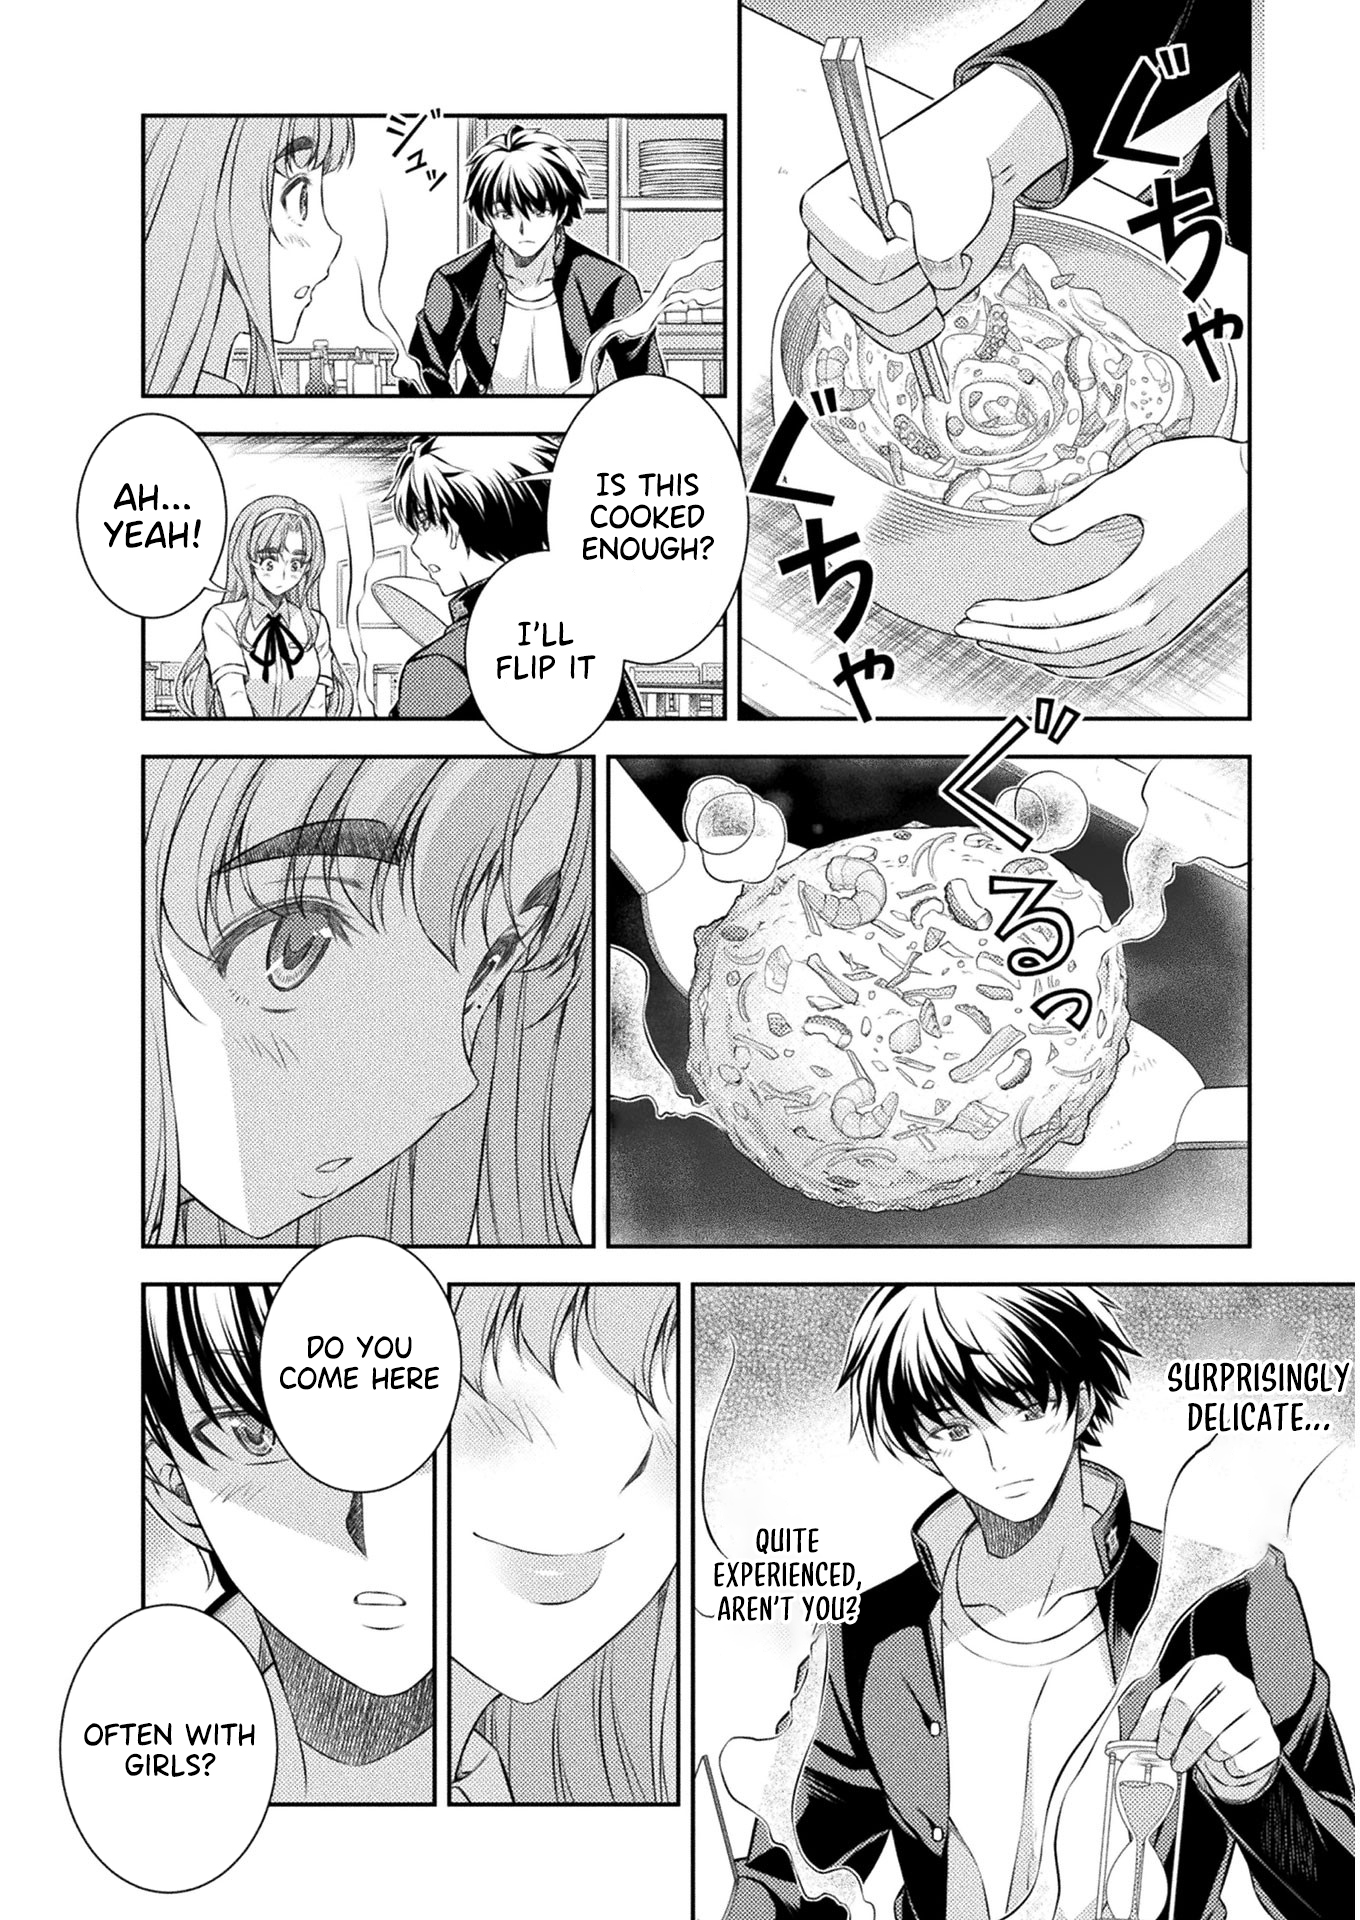 ぐちゃ
ぐちゃ
ジュッ
IS THIS
COOKED
ENOUGH?
I'LL
FLIP IT
AH...
YEAH!
ぐるっ
SURPRISINGLY
DELICATE...
QUITE
EXPERIENCED,
AREN'T YOU?
DO YOU
COME HERE
OFTEN WITH
GIRLS?